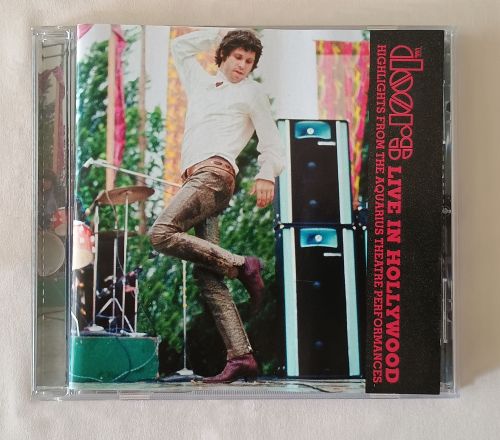 THE
DOORS LIVE IN HOLLYWOOD
HIGHLIGHTS FROM THE AQUARIUS THEATRE PERFORMANCES.